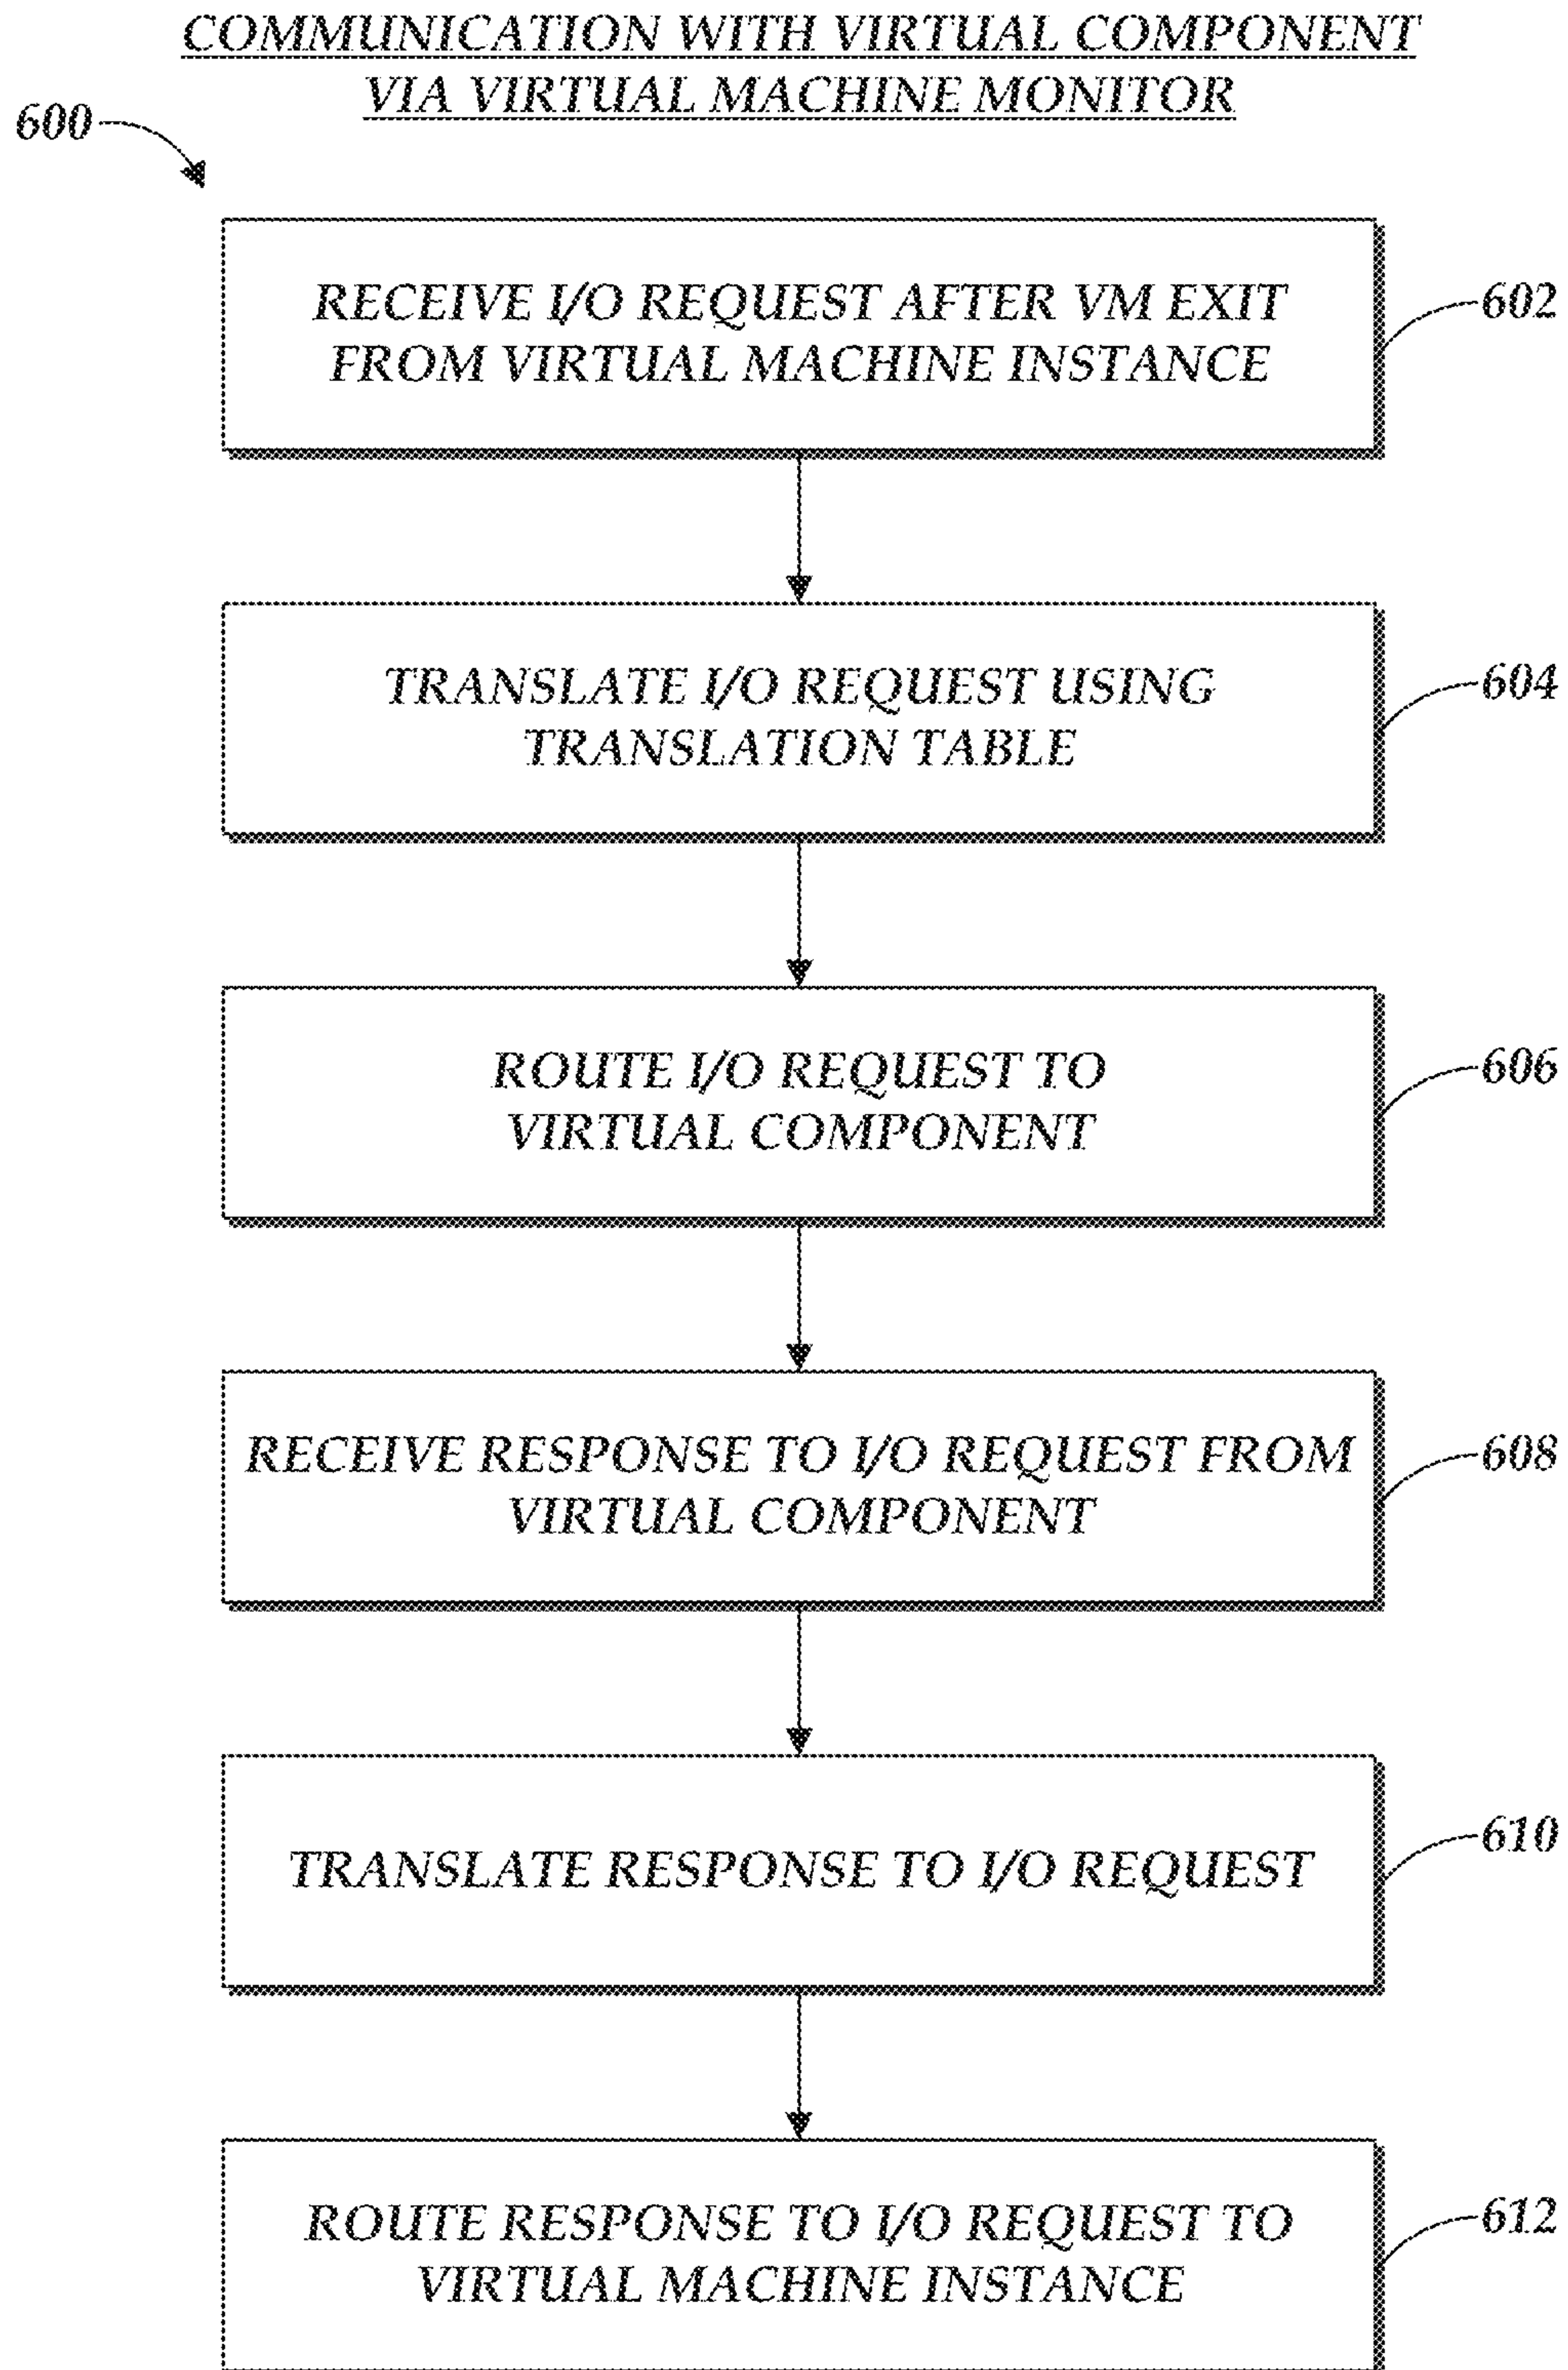 COMMUNICATION WITH VIRTUAL COMPONENT
VIA VIRTUAL MACHINE MONITOR
600
RECEIVE I/O REQUEST AFTER VM EXIT
FROM VIRTUAL MACHINE INSTANCE
602
TRANSLATE I/O REQUEST USING
TRANSLATION TABLE
604
ROUTE I/O REQUEST TO
VIRTUAL COMPONENT
606
RECEIVE RESPONSE TO I/O REQUEST FROM
VIRTUAL COMPONENT
608
TRANSLATE RESPONSE TO I/O REQUEST
610
ROUTE RESPONSE TO I/O REQUEST TO
VIRTUAL MACHINE INSTANCE
612